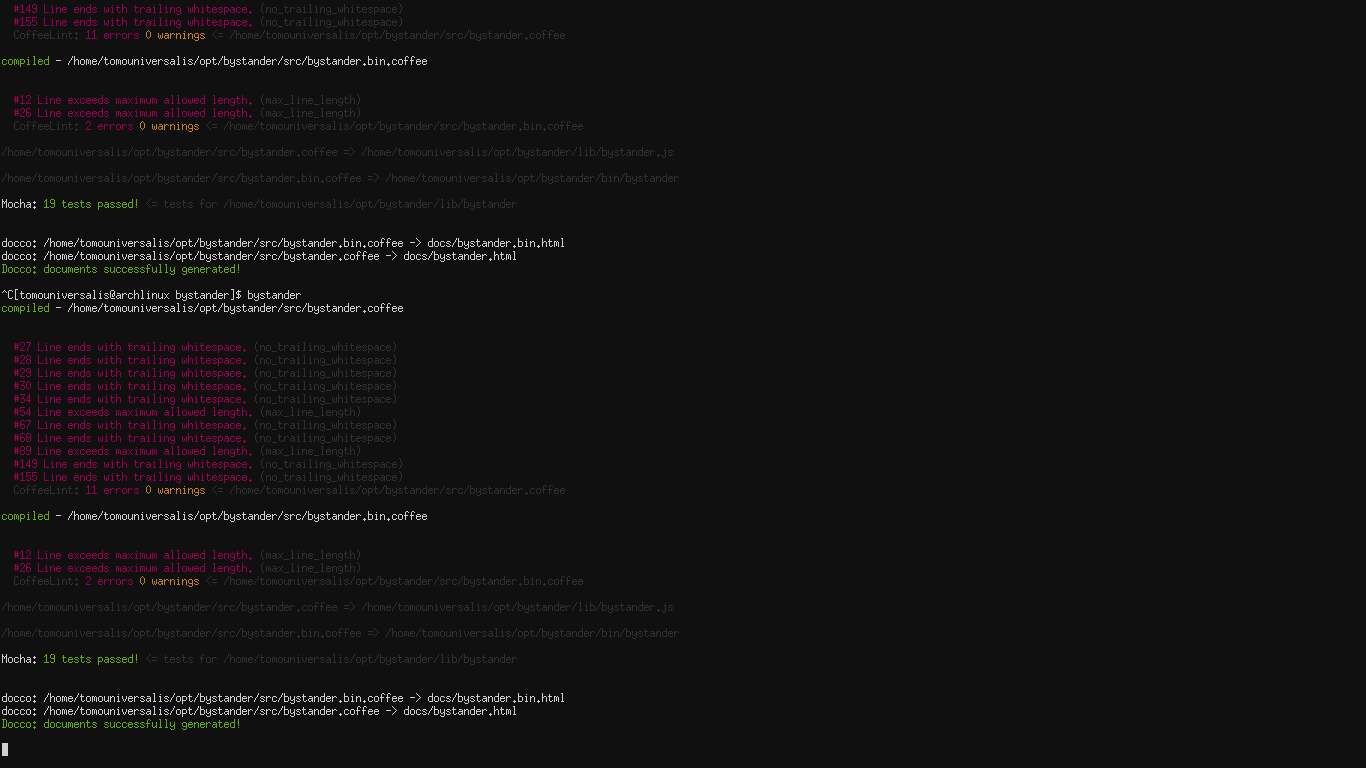 #149 Line ends with trailing whitespace. (no_trailing_whitespace)
#155 Line ends with trailing whitespace. (no_trailing_whitespace)
CoffeeLint: 11 errors 0 warnings <= /home/tomouniversalis/opt/bystander/src/bystander.coffee
compiled - /home/tomouniversalis/opt/bystander/src/bystander.bin.coffee
#12 Line exceeds maximum allowed length. (max_line_length)
#26 Line exceeds maximum allowed length. (max_line_length)
CoffeeLint: 2 errors 0 warnings <= /home/tomouniversalis/opt/bystander/src/bystander.bin.coffee
/home/tomouniversalis/opt/bystander/src/bystander.coffee => /home/tomouniversalis/opt/bystander/lib/bystander.js
/home/tomouniversalis/opt/bystander/src/bystander.bin.coffee => /home/tomouniversalis/opt/bystander/bin/bystander
Mocha: 19 tests passed! <= tests for /home/tomouniversalis/opt/bystander/lib/bystander
docco: /home/tomouniversalis/opt/bystander/src/bystander.bin.coffee -> docs/bystander.bin.html
docco: /home/tomouniversalis/opt/bystander/src/bystander.coffee -> docs/bystander.html
Docco: documents successfully generated!
^C[tomouniversalis@archlinux bystander]$ bystander
compiled - /home/tomouniversalis/opt/bystander/src/bystander.coffee
#27 Line ends with trailing whitespace. (no_trailing_whitespace)
#28 Line ends with trailing whitespace. (no_trailing_whitespace)
#29 Line ends with trailing whitespace. (no_trailing_whitespace)
#30 Line ends with trailing whitespace. (no_trailing_whitespace)
#34 Line ends with trailing whitespace. (no_trailing_whitespace)
#54 Line exceeds maximum allowed length. (max_line_length)
#67 Line ends with trailing whitespace. (no_trailing_whitespace)
#68 Line ends with trailing whitespace. (no_trailing_whitespace)
#89 Line exceeds maximum allowed length. (max_line_length)
#149 Line ends with trailing whitespace. (no_trailing_whitespace)
#155 Line ends with trailing whitespace. (no_trailing_whitespace)
CoffeeLint: 11 errors 0 warnings <= /home/tomouniversalis/opt/bystander/src/bystander.coffee
compiled - /home/tomouniversalis/opt/bystander/src/bystander.bin.coffee
#12 Line exceeds maximum allowed length. (max_line_length)
#26 Line exceeds maximum allowed length. (max_line_length)
CoffeeLint: 2 errors 0 warnings <= /home/tomouniversalis/opt/bystander/src/bystander.bin.coffee
/home/tomouniversalis/opt/bystander/src/bystander.coffee => /home/tomouniversalis/opt/bystander/lib/bystander.js
/home/tomouniversalis/opt/bystander/src/bystander.bin.coffee => /home/tomouniversalis/opt/bystander/bin/bystander
Mocha: 19 tests passed! <= tests for /home/tomouniversalis/opt/bystander/lib/bystander
docco: /home/tomouniversalis/opt/bystander/src/bystander.bin.coffee -> docs/bystander.bin.html
docco: /home/tomouniversalis/opt/bystander/src/bystander.coffee -> docs/bystander.html
Docco: documents successfully generated!